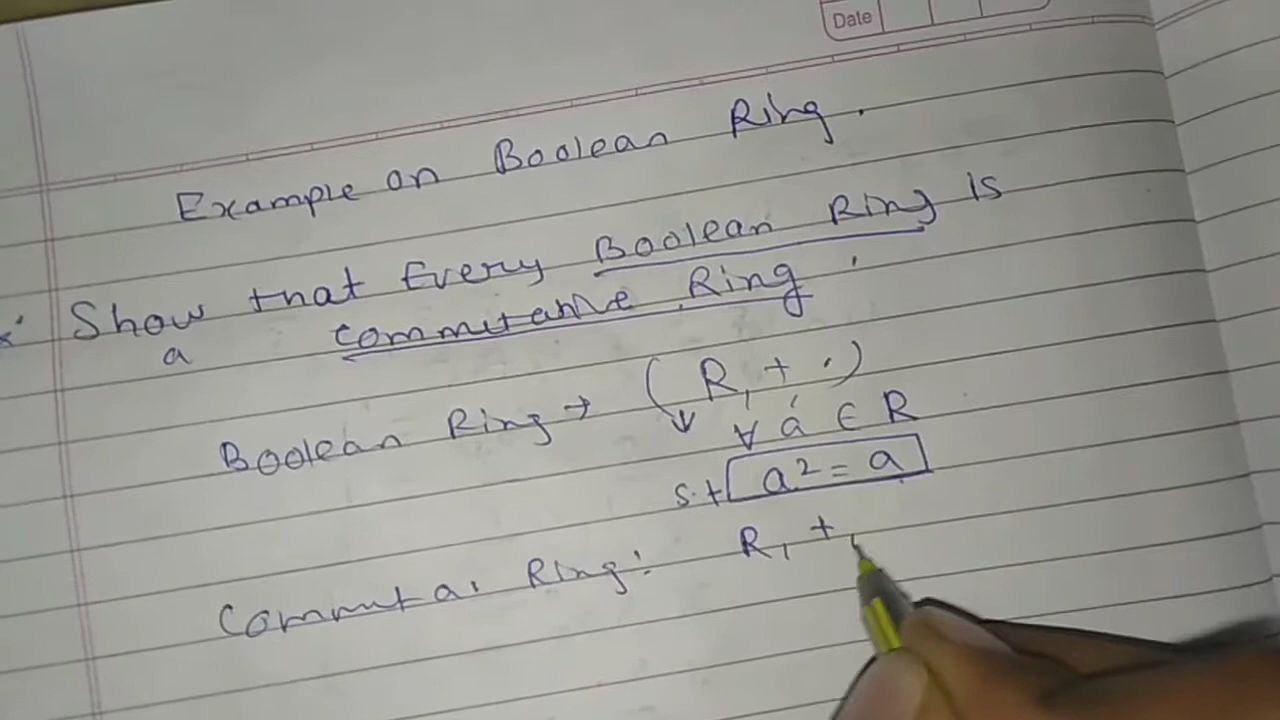 Date
Example on Boolean Ring.
Show that Every Boolean Ring is
a commutative Ring.
Boolean Ring → (R, +, ·)
∀ a ∈ R
s.t a² = a
Commuta. Ring: R, +,